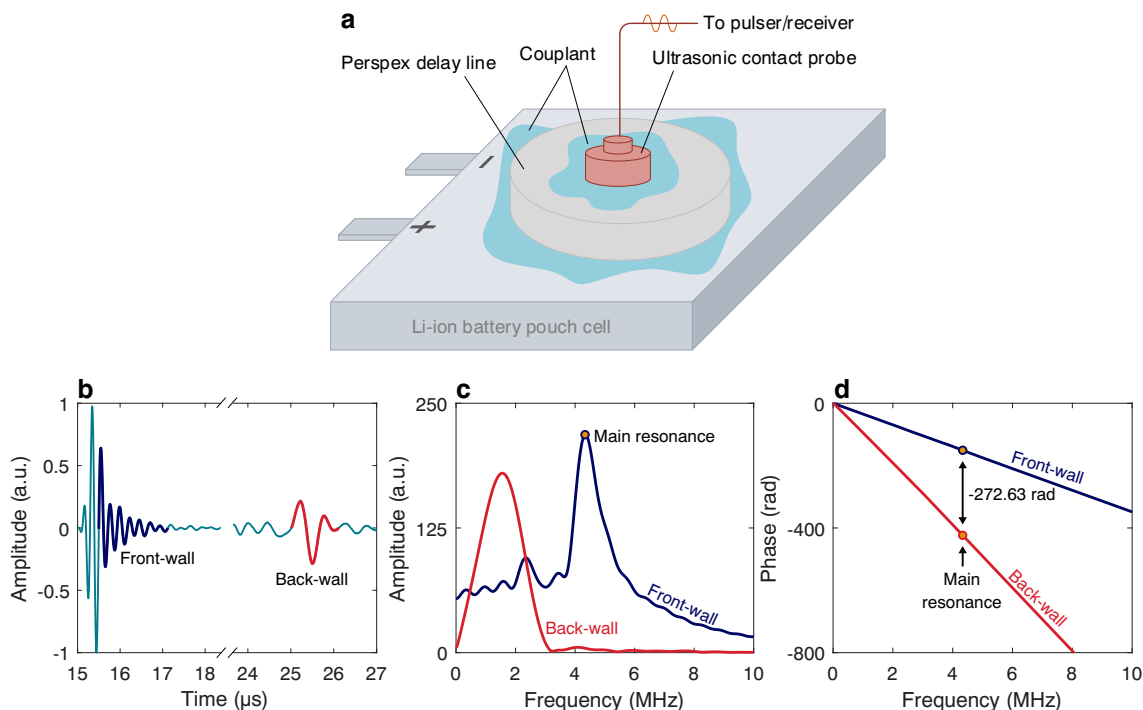 a
To pulser/receiver
Couplant
Perspex delay line
Ultrasonic contact probe
-
+
Li-ion battery pouch cell
b
Amplitude (a.u.)
1
0.5
0
-0.5
-1
Front-wall
Back-wall
15 16 17 18 24 25 26 27
Time (µs)
c
Amplitude (a.u.)
250
125
0
Main resonance
Front-wall
Back-wall
0 2 4 6 8 10
Frequency (MHz)
d
Phase (rad)
0
-400
-800
Front-wall
-272.63 rad
Main
resonance
Back-wall
0 2 4 6 8 10
Frequency (MHz)